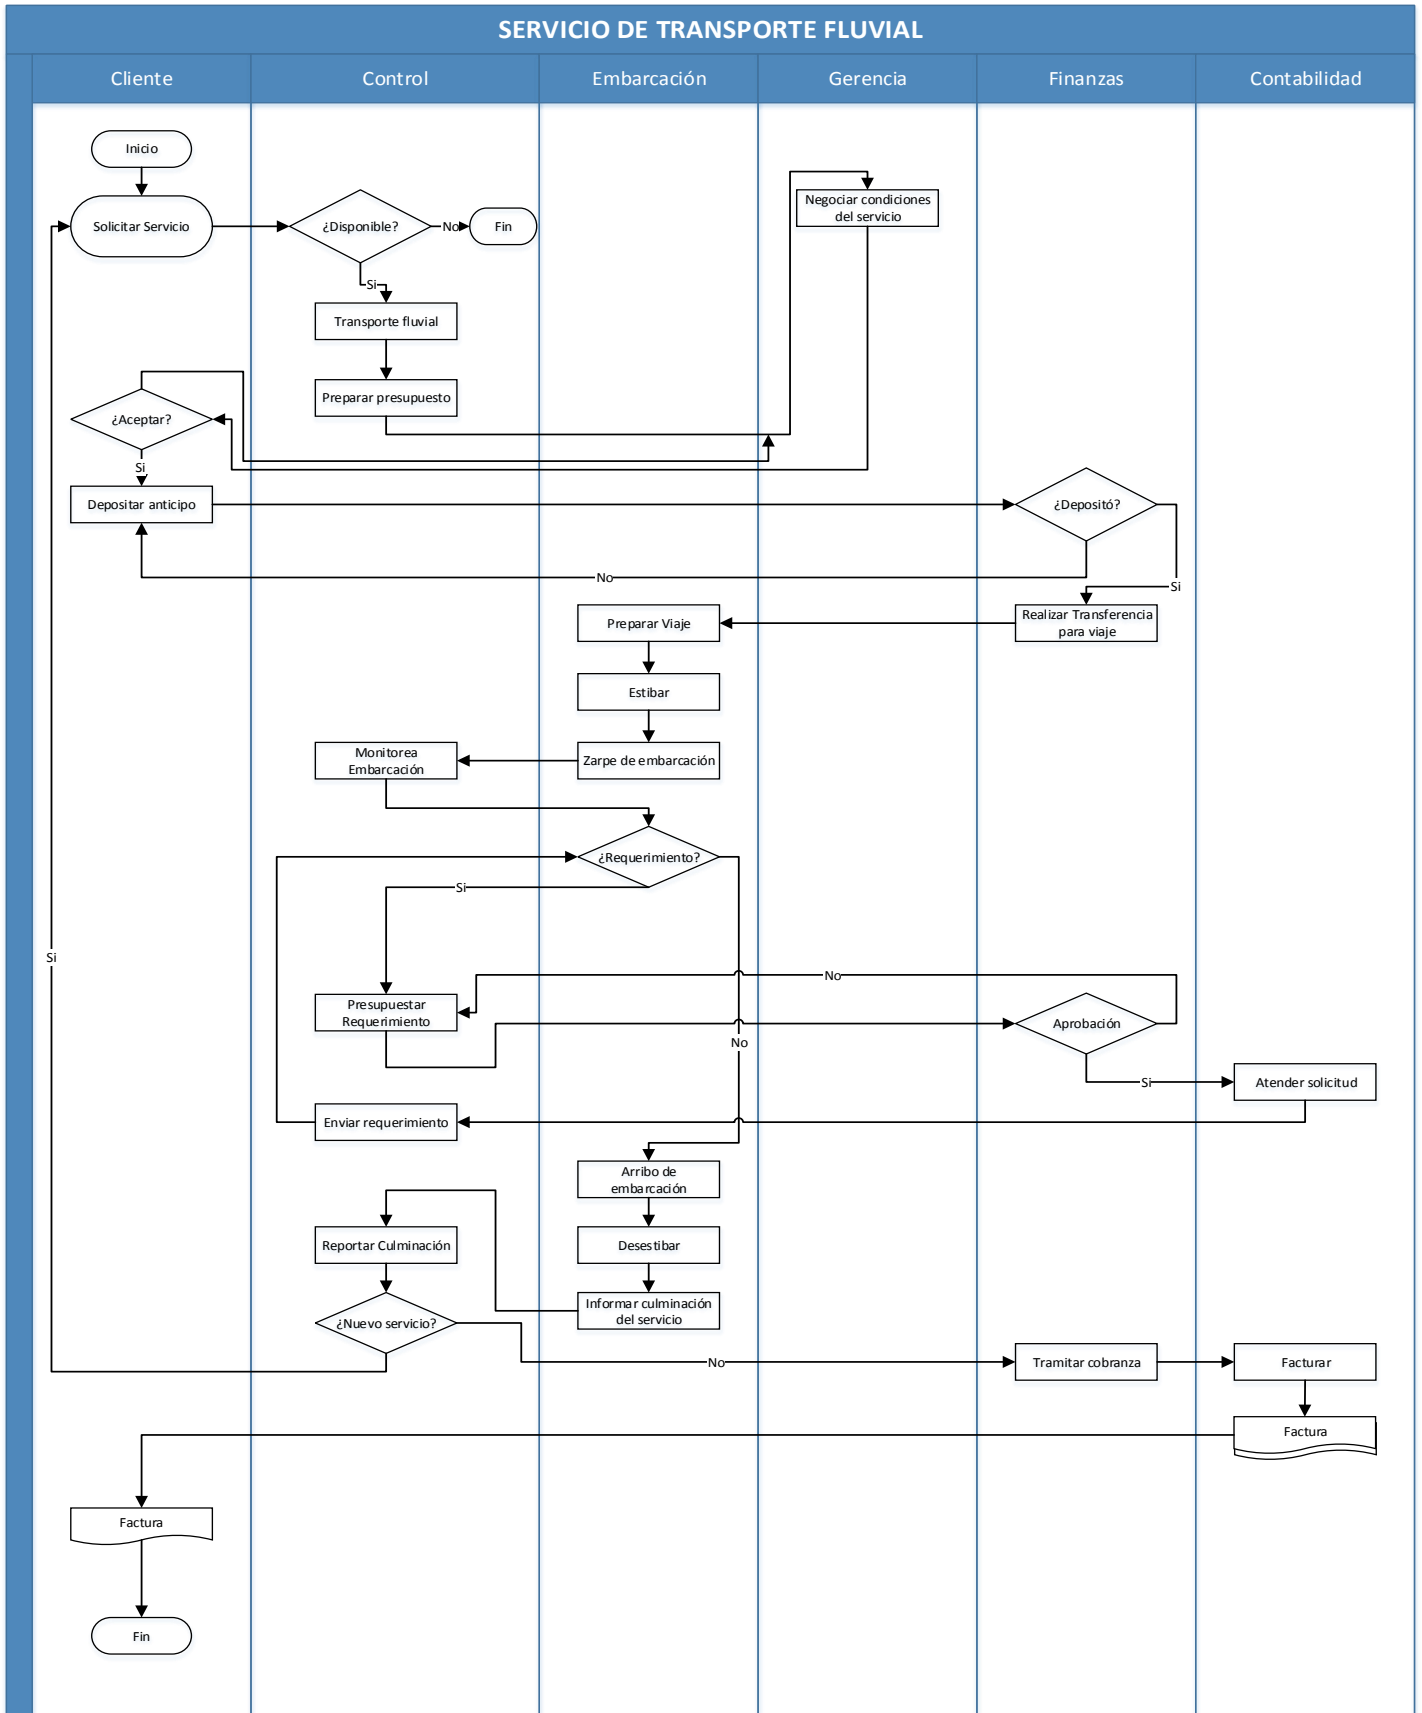 SERVICIO DE TRANSPORTE FLUVIAL
Cliente
Control
Embarcación
Gerencia
Finanzas
Contabilidad
Inicio
Solicitar Servicio
¿Disponible?
No
Fin
Negociar condiciones
del servicio
Si
Transporte fluvial
Preparar presupuesto
¿Aceptar?
Si
Depositar anticipo
¿Depositó?
No
Si
Realizar Transferencia
para viaje
Preparar Viaje
Estibar
Zarpe de embarcación
Monitorea
Embarcación
¿Requerimiento?
Si
Si
No
Presupuestar
Requerimiento
Aprobación
No
Si
Atender solicitud
Enviar requerimiento
Arribo de
embarcación
Reportar Culminación
Desestibar
Informar culminación
del servicio
¿Nuevo servicio?
No
Tramitar cobranza
Facturar
Factura
Factura
Fin